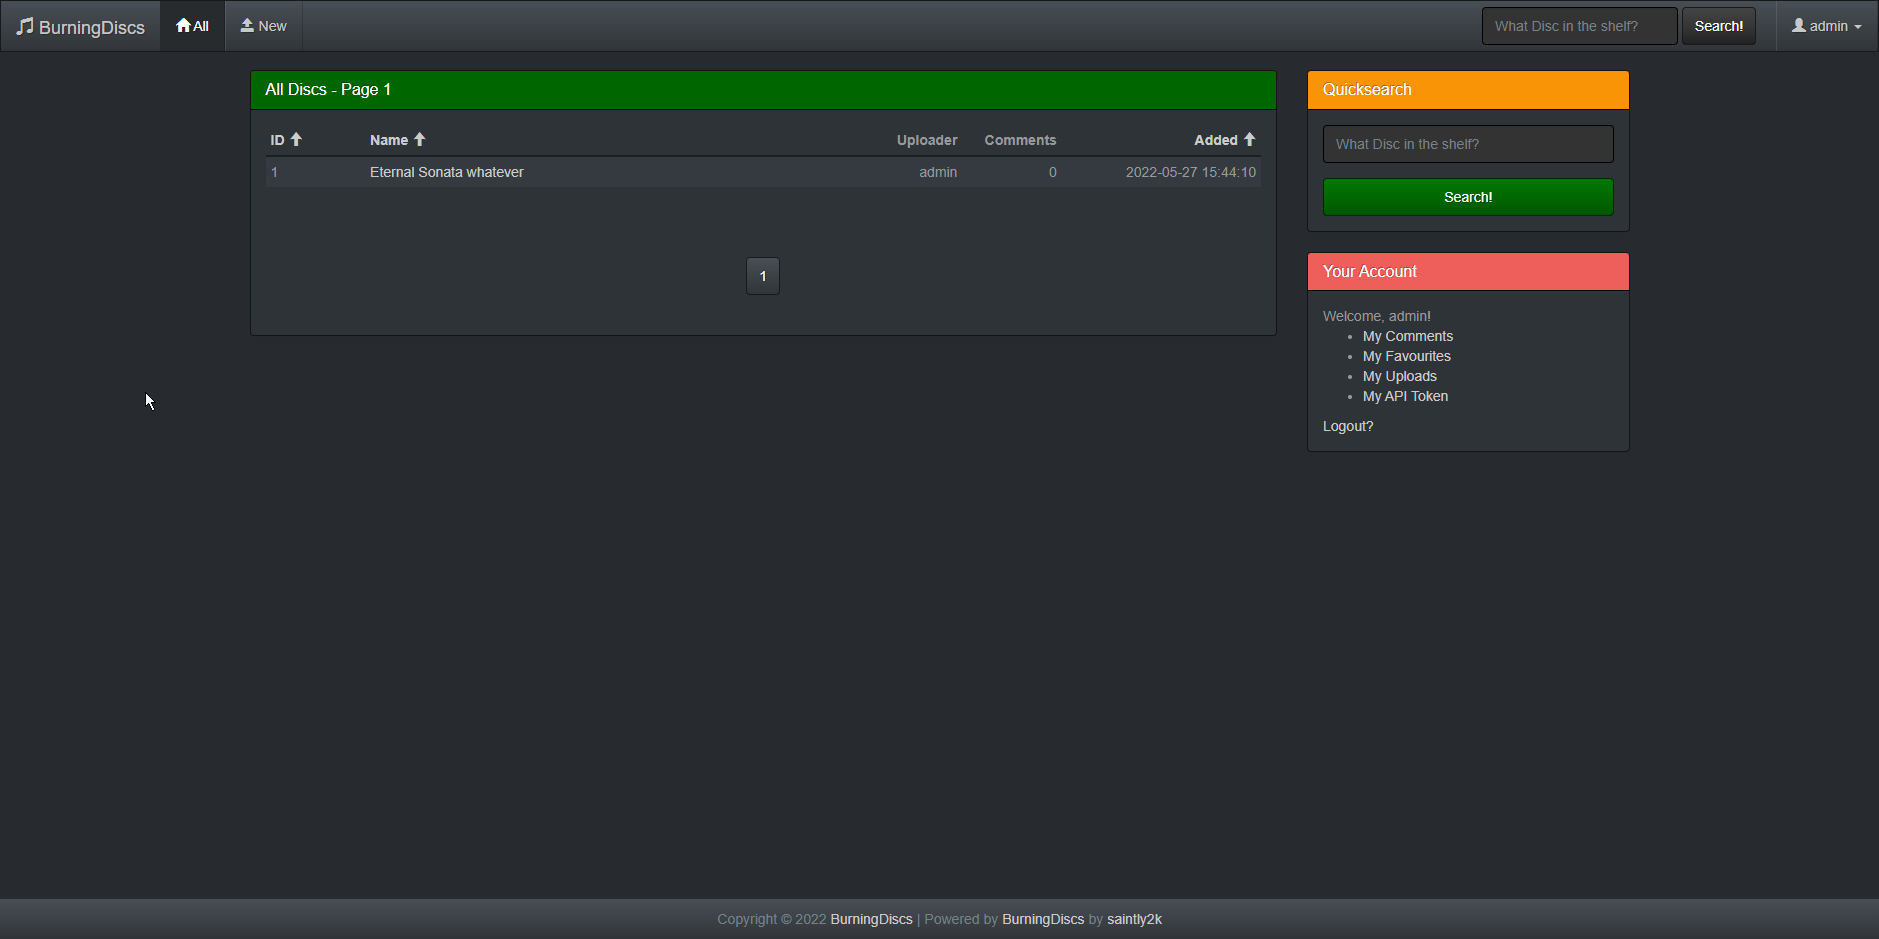 BurningDiscs All New What Disc in the shelf? Search! admin
All Discs - Page 1
ID Name Uploader Comments Added
1 Eternal Sonata whatever admin 0 2022-05-27 15:44:10
1
Quicksearch
What Disc in the shelf?
Search!
Your Account
Welcome, admin!
My Comments
My Favourites
My Uploads
My API Token
Logout?
Copyright © 2022 BurningDiscs | Powered by BurningDiscs by saintly2k